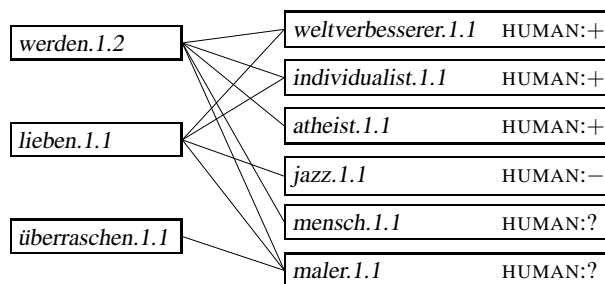 werden.1.2
lieben.1.1
überraschen.1.1
weltverbesserer.1.1 HUMAN:+
individualist.1.1 HUMAN:+
atheist.1.1 HUMAN:+
jazz.1.1 HUMAN:−
mensch.1.1 HUMAN:?
maler.1.1 HUMAN:?